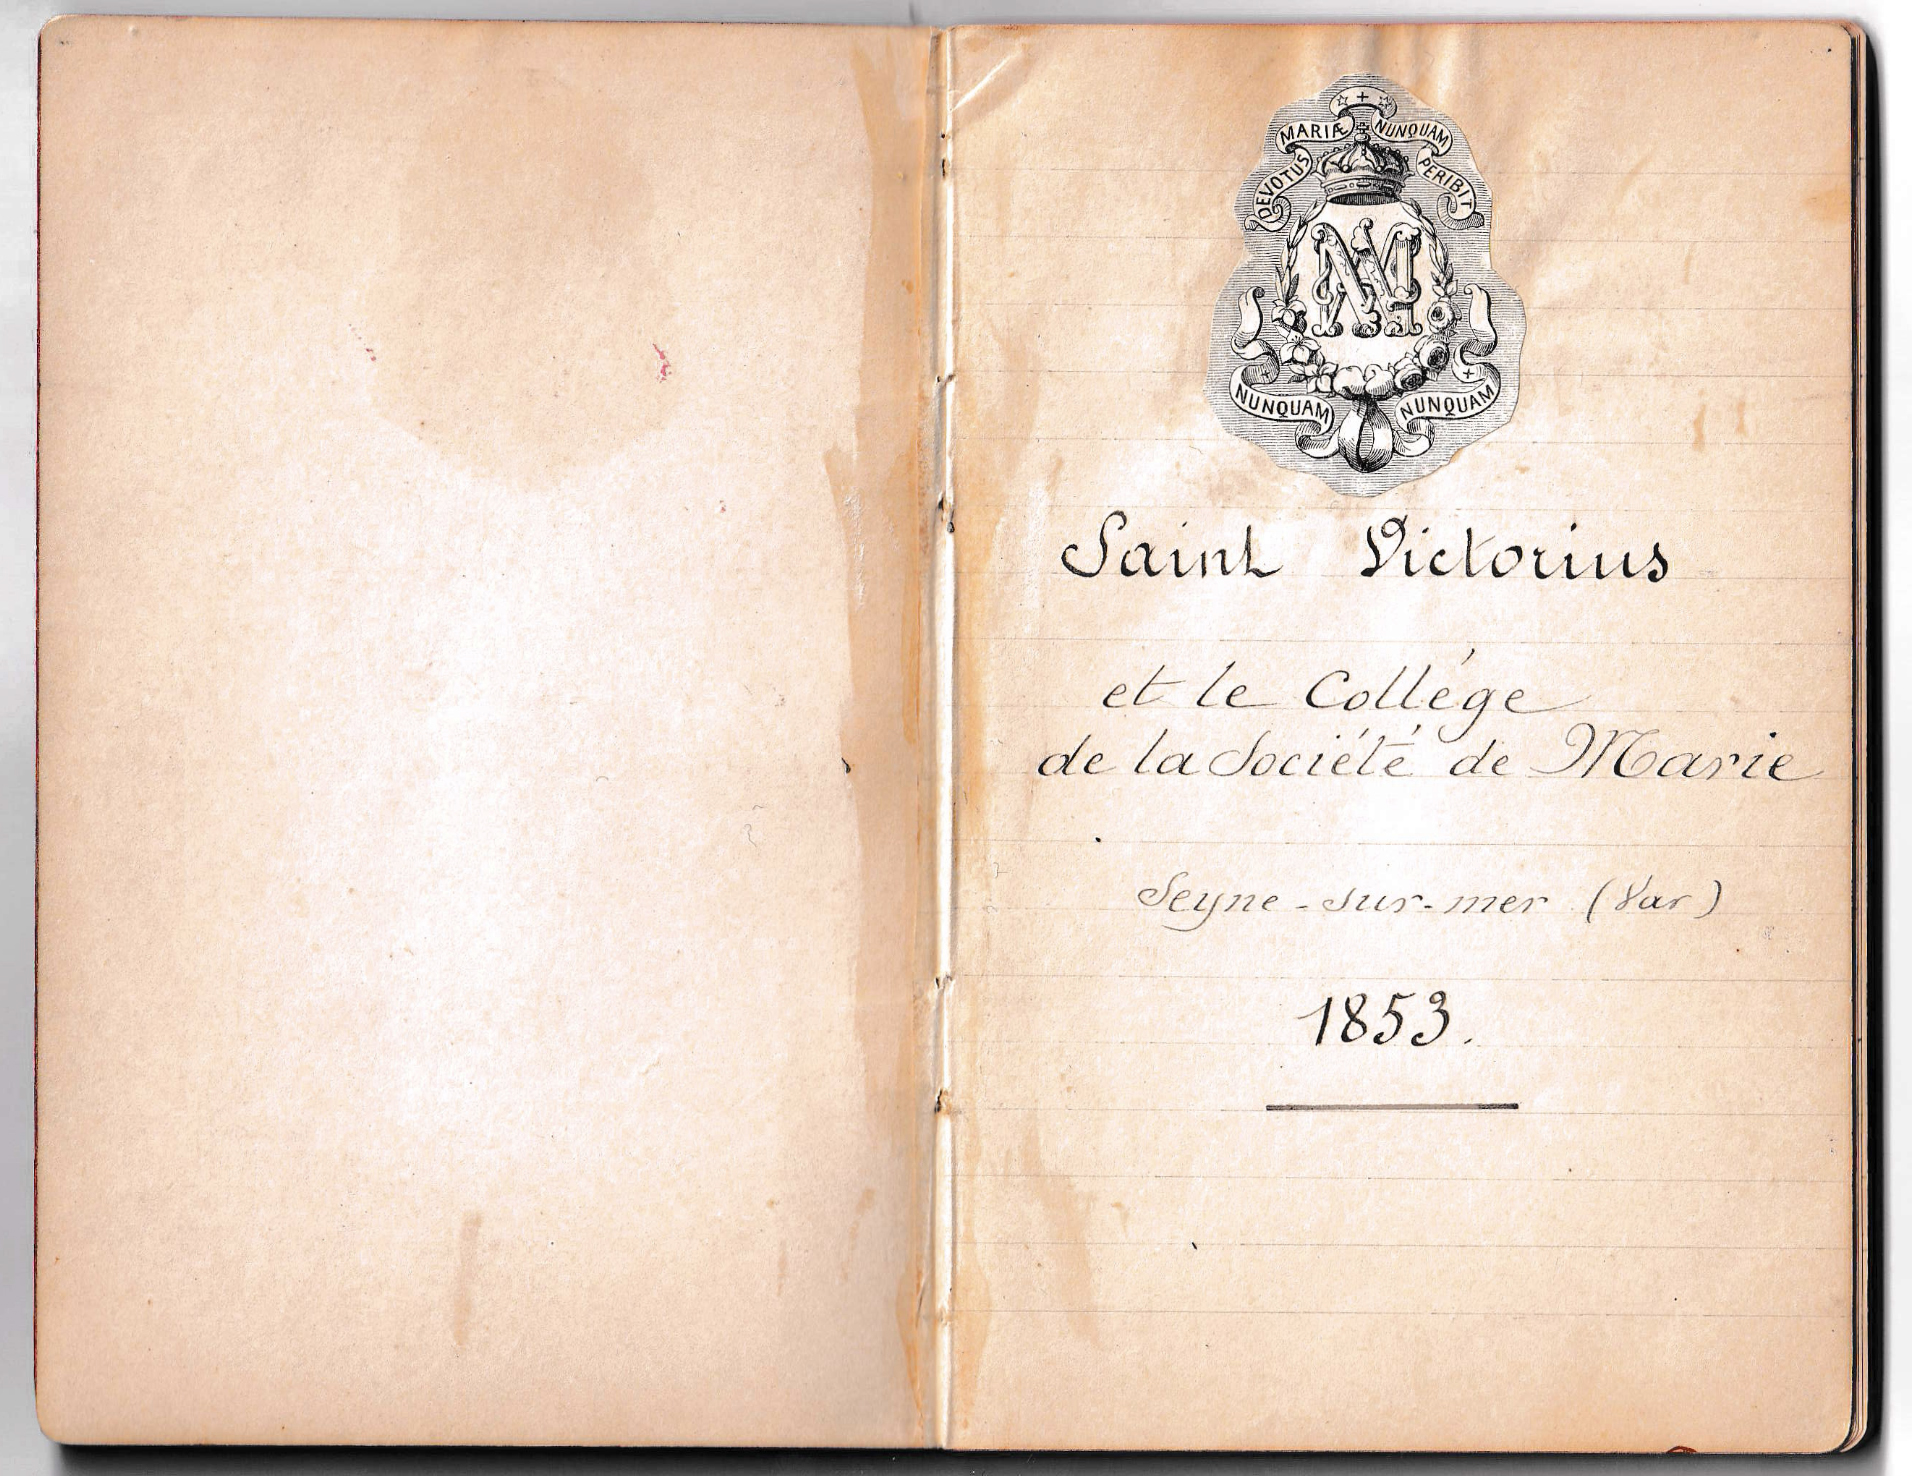 DEVOTUS MARIÆ NUNQUAM PERIBIT
M
NUNQUAM NUNQUAM
Saint Victorius
et le Collége
de la Société de Marie
Seyne-sur-mer (Var)
1853.